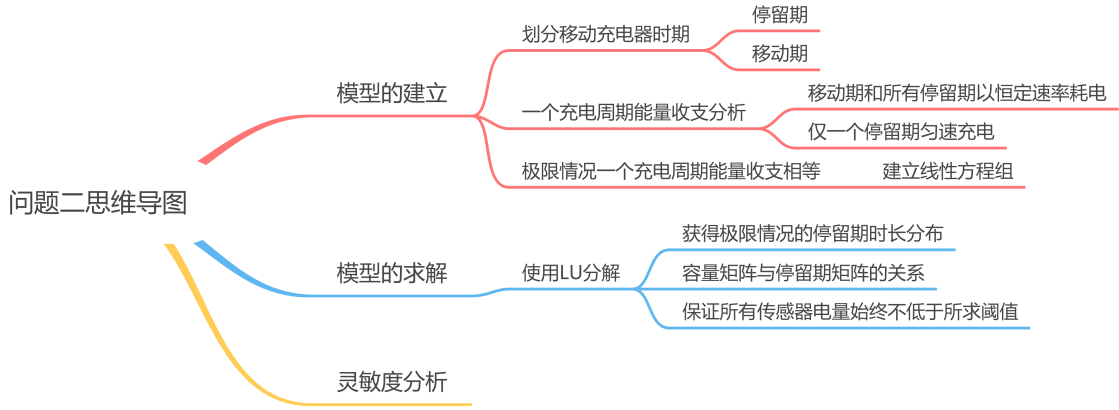 问题二思维导图
模型的建立
划分移动充电器时期
停留期
移动期
一个充电周期能量收支分析
移动期和所有停留期以恒定速率耗电
仅一个停留期匀速充电
极限情况一个充电周期能量收支相等
建立线性方程组
模型的求解
使用LU分解
获得极限情况的停留期时长分布
容量矩阵与停留期矩阵的关系
保证所有传感器电量始终不低于所求阈值
灵敏度分析